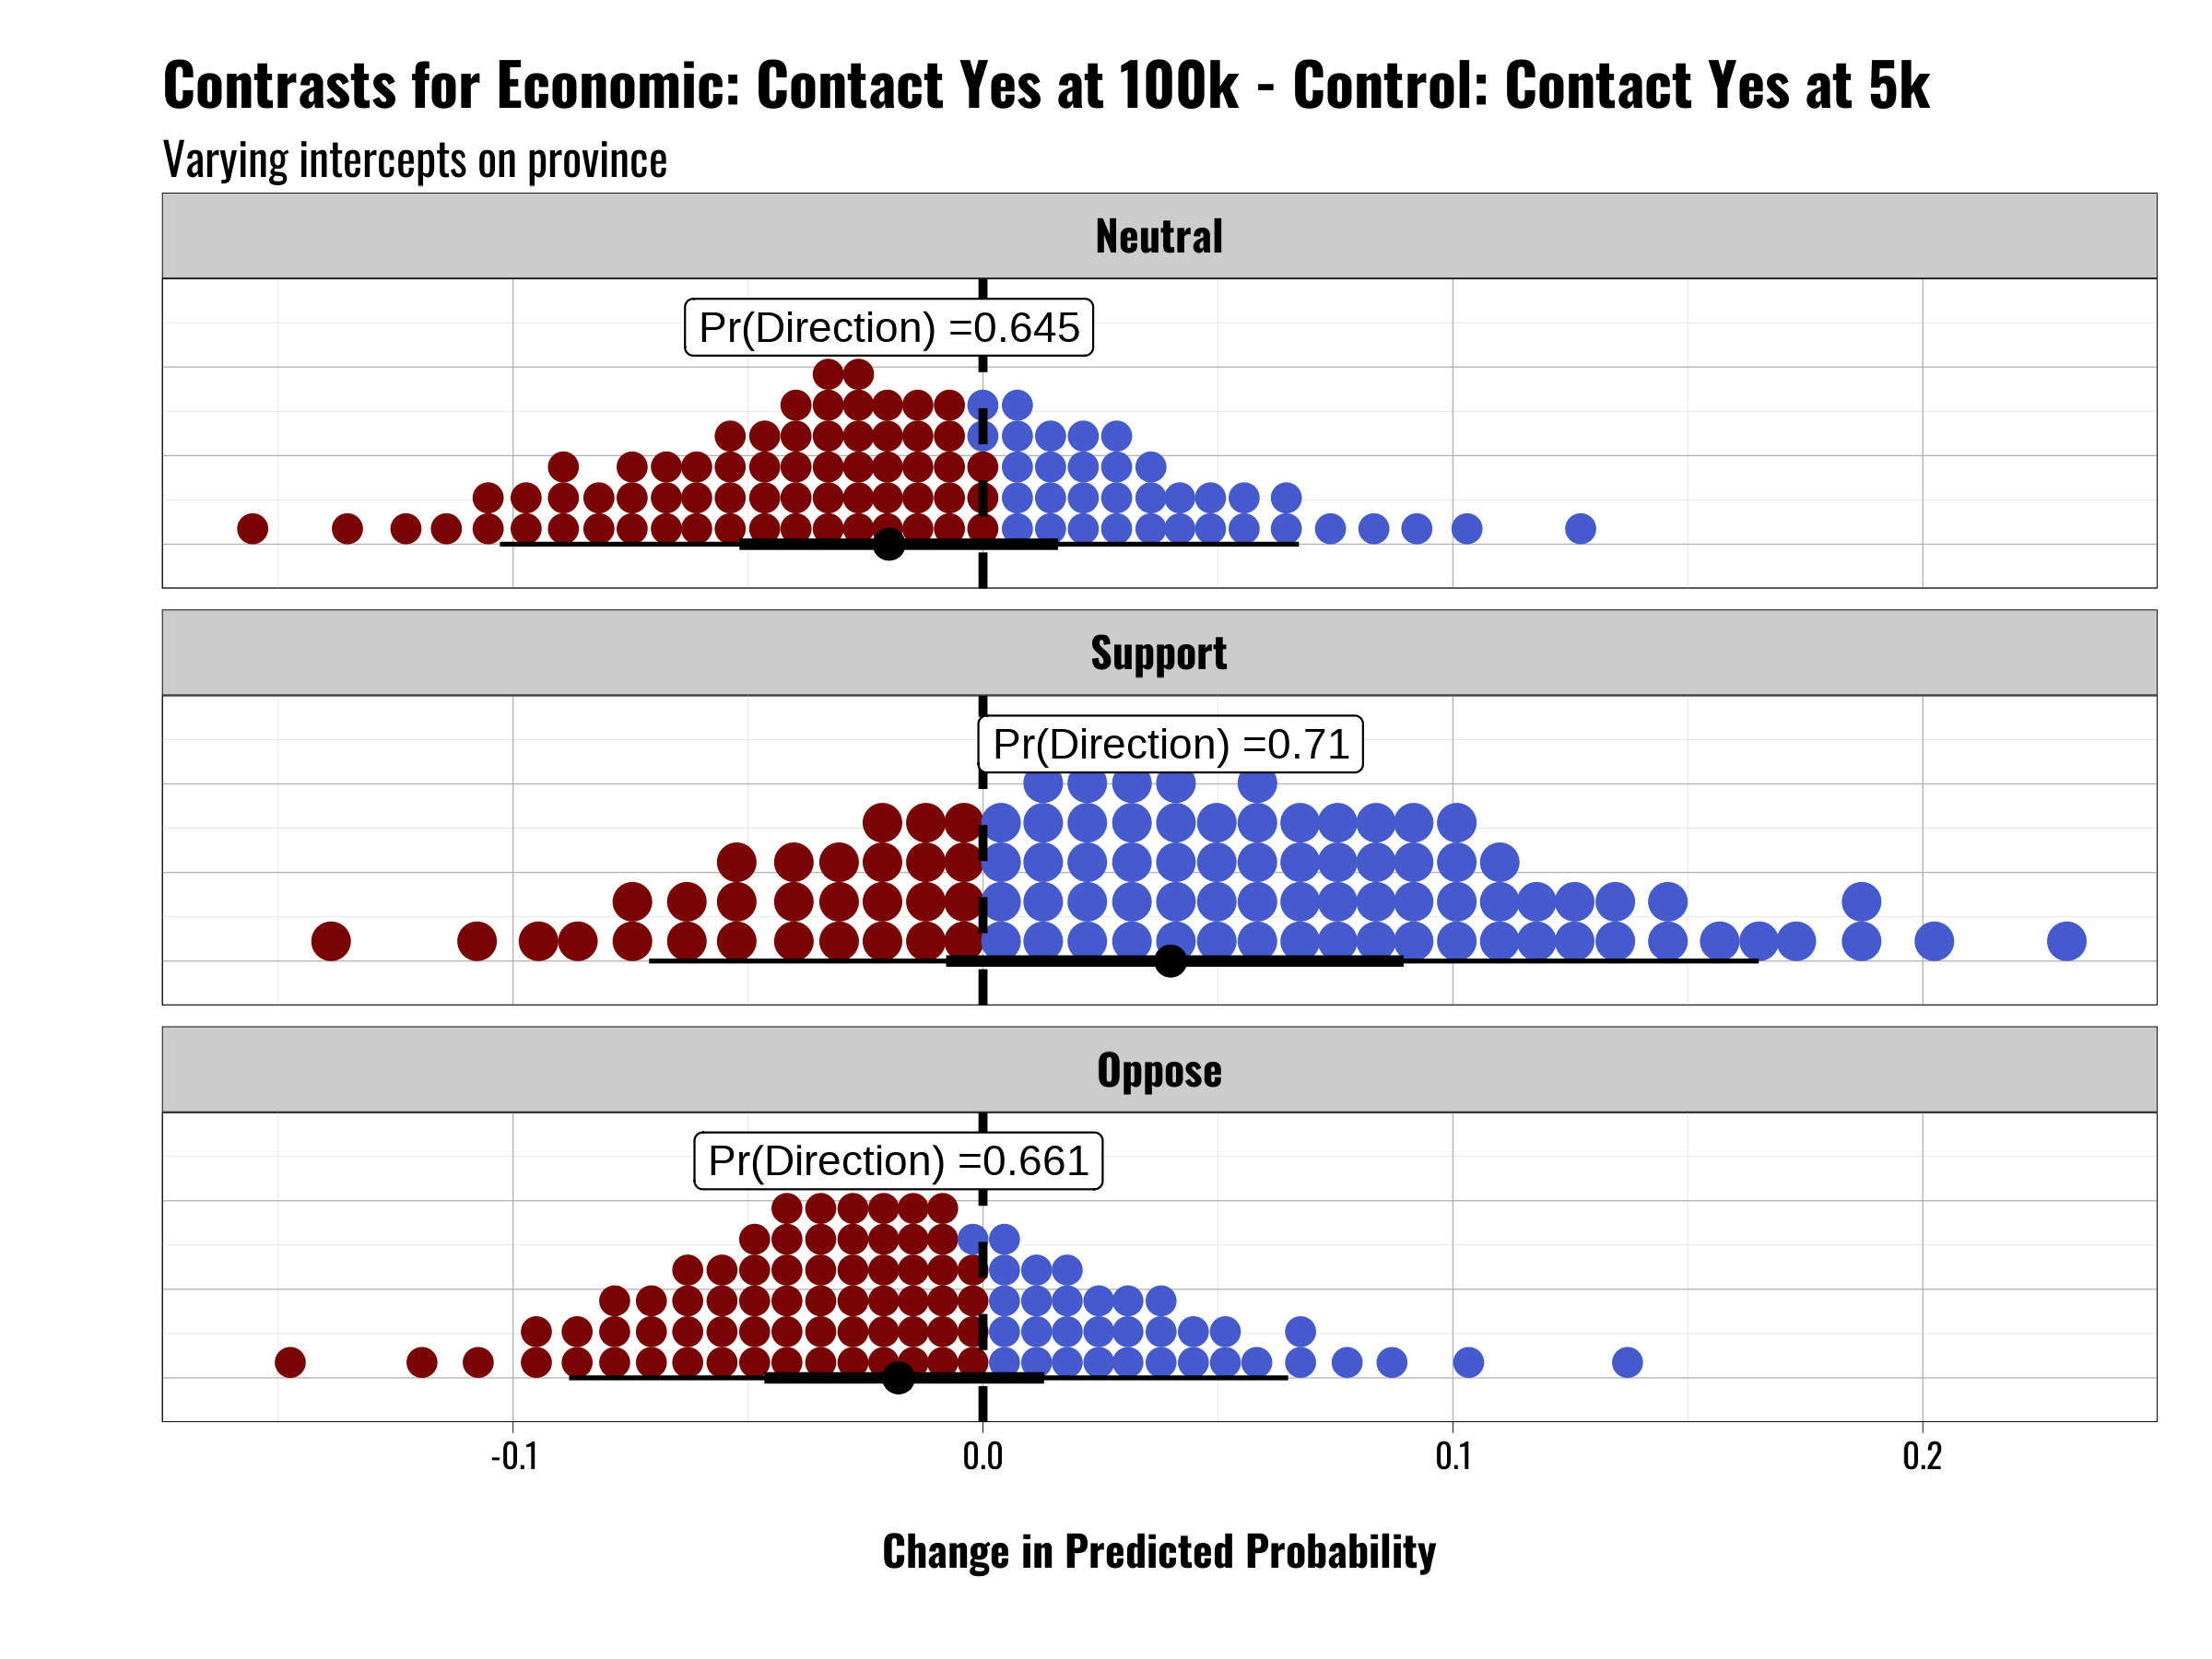 Contrasts for Economic: Contact Yes at 100k - Control: Contact Yes at 5k
Varying intercepts on province
Neutral
Pr(Direction) =0.645
Support
Pr(Direction) =0.71
Oppose
Pr(Direction) =0.661
-0.1 0.0 0.1 0.2
Change in Predicted Probability